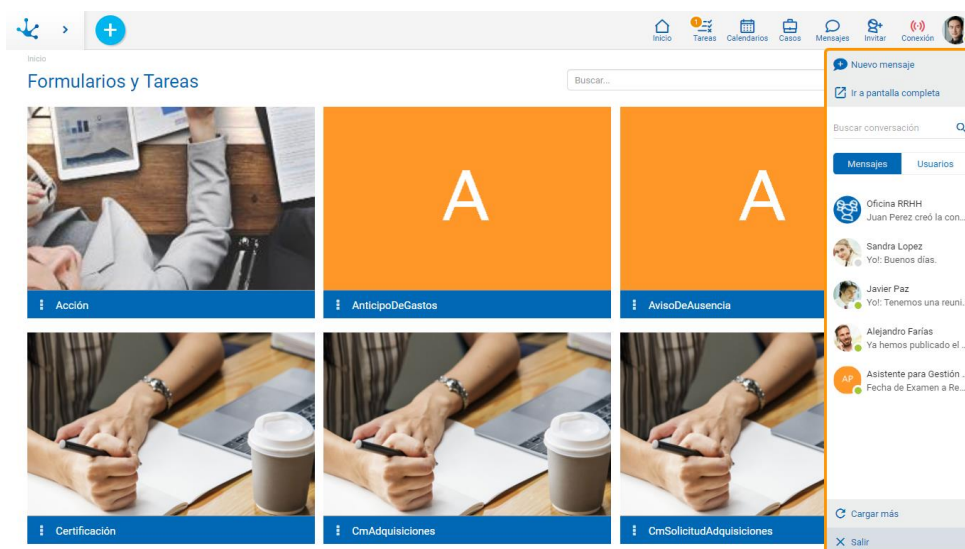 1
Inicio
Tareas
Calendarios
Casos
Mensajes
Invitar
Conexión
Inicio
Formularios y Tareas
Buscar...
A
A
Acción
AnticipoDeGastos
AvisoDeAusencia
Certificación
CmAdquisiciones
CmSolicitudAdquisiciones
Nuevo mensaje
Ir a pantalla completa
Buscar conversación
Mensajes
Usuarios
Oficina RRHH
Juan Perez creó la con...
Sandra Lopez
Yo!: Buenos días.
Javier Paz
Yo!: Tenemos una reuni...
Alejandro Farías
Ya hemos publicado el ...
AP
Asistente para Gestión ...
Fecha de Examen a Re...
Cargar más
Salir